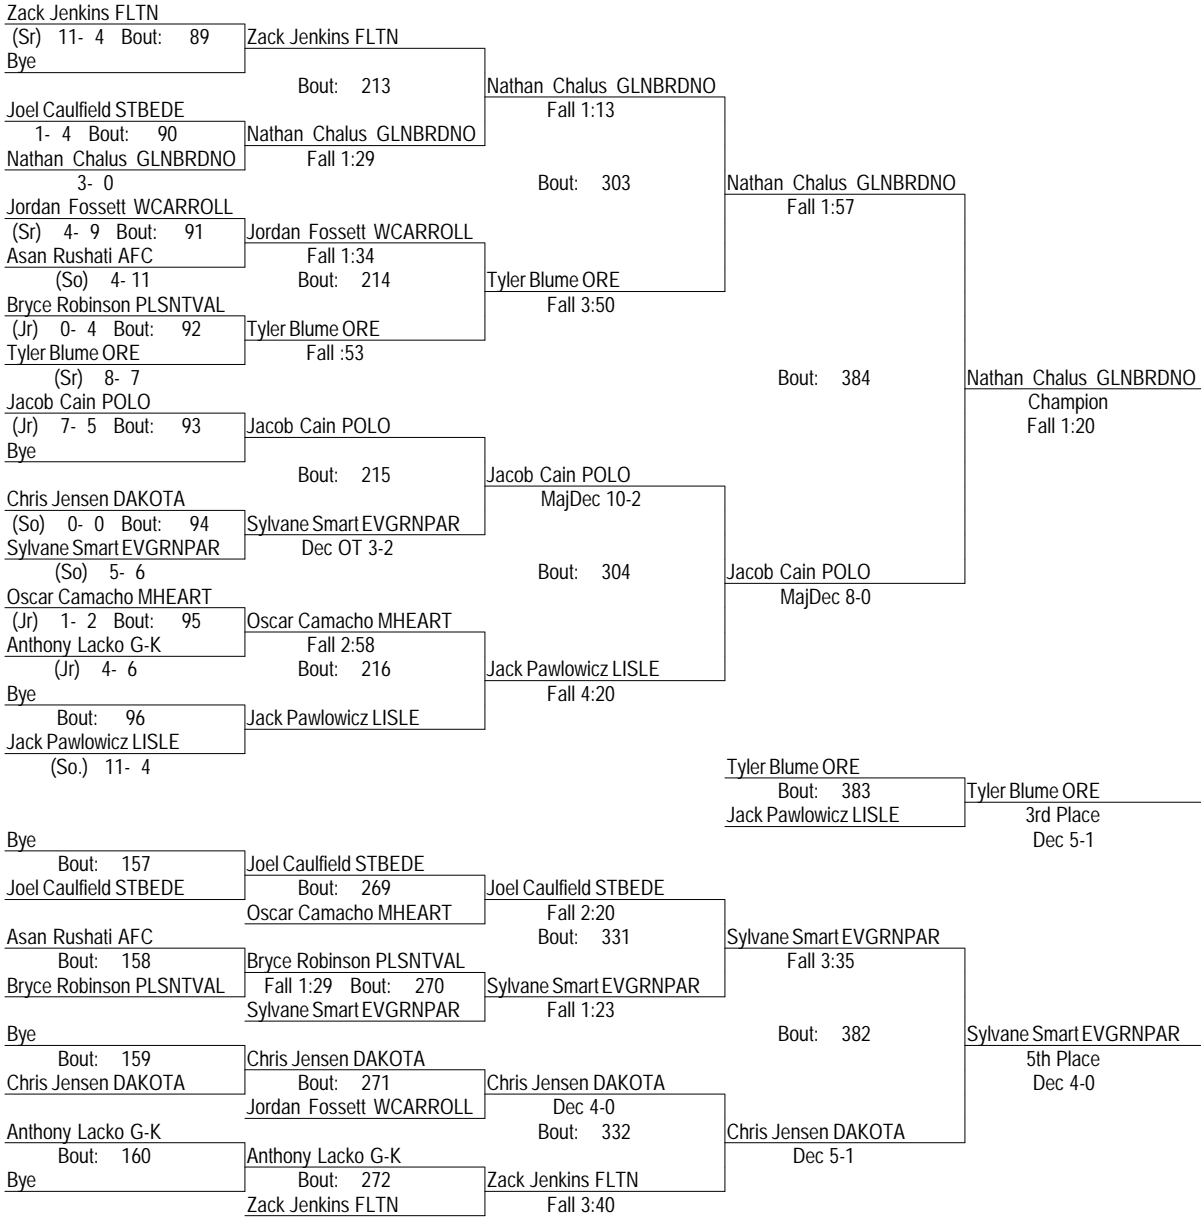 Zack Jenkins FLTN
(Sr) 11- 4 Bout: 89
Zack Jenkins FLTN
Bye
Bout: 213
Nathan Chalus GLNBRDNO
Joel Caulfield STBEDE
Fall 1:13
1- 4 Bout: 90
Nathan Chalus GLNBRDNO
Nathan Chalus GLNBRDNO
Fall 1:29
3- 0
Bout: 303
Nathan Chalus GLNBRDNO
Jordan Fossett WCARROLL
Fall 1:57
(Sr) 4- 9 Bout: 91
Jordan Fossett WCARROLL
Asan Rushati AFC
Fall 1:34
(So) 4- 11
Bout: 214
Tyler Blume ORE
Bryce Robinson PLSNTVAL
Fall 3:50
(Jr) 0- 4 Bout: 92
Tyler Blume ORE
Tyler Blume ORE
Fall :53
(Sr) 8- 7
Bout: 384
Nathan Chalus GLNBRDNO
Jacob Cain POLO
Champion
(Jr) 7- 5 Bout: 93
Jacob Cain POLO
Fall 1:20
Bye
Bout: 215
Jacob Cain POLO
Chris Jensen DAKOTA
MajDec 10-2
(So) 0- 0 Bout: 94
Sylvane Smart EVGRNPAR
Sylvane Smart EVGRNPAR
Dec OT 3-2
(So) 5- 6
Bout: 304
Jacob Cain POLO
Oscar Camacho MHEART
MajDec 8-0
(Jr) 1- 2 Bout: 95
Oscar Camacho MHEART
Anthony Lacko G-K
Fall 2:58
(Jr) 4- 6
Bout: 216
Jack Pawlowicz LISLE
Bye
Fall 4:20
Bout: 96
Jack Pawlowicz LISLE
Jack Pawlowicz LISLE
(So.) 11- 4
Tyler Blume ORE
Bout: 383
Tyler Blume ORE
Jack Pawlowicz LISLE
3rd Place
Dec 5-1
Bye
Bout: 157
Joel Caulfield STBEDE
Joel Caulfield STBEDE
Bout: 269
Joel Caulfield STBEDE
Oscar Camacho MHEART
Fall 2:20
Asan Rushati AFC
Bout: 331
Sylvane Smart EVGRNPAR
Bout: 158
Bryce Robinson PLSNTVAL
Fall 3:35
Bryce Robinson PLSNTVAL
Fall 1:29 Bout: 270
Sylvane Smart EVGRNPAR
Sylvane Smart EVGRNPAR
Fall 1:23
Bye
Bout: 382
Sylvane Smart EVGRNPAR
Bout: 159
Chris Jensen DAKOTA
5th Place
Chris Jensen DAKOTA
Bout: 271
Chris Jensen DAKOTA
Dec 4-0
Jordan Fossett WCARROLL
Dec 4-0
Anthony Lacko G-K
Bout: 332
Chris Jensen DAKOTA
Bout: 160
Anthony Lacko G-K
Dec 5-1
Bye
Bout: 272
Zack Jenkins FLTN
Zack Jenkins FLTN
Fall 3:40